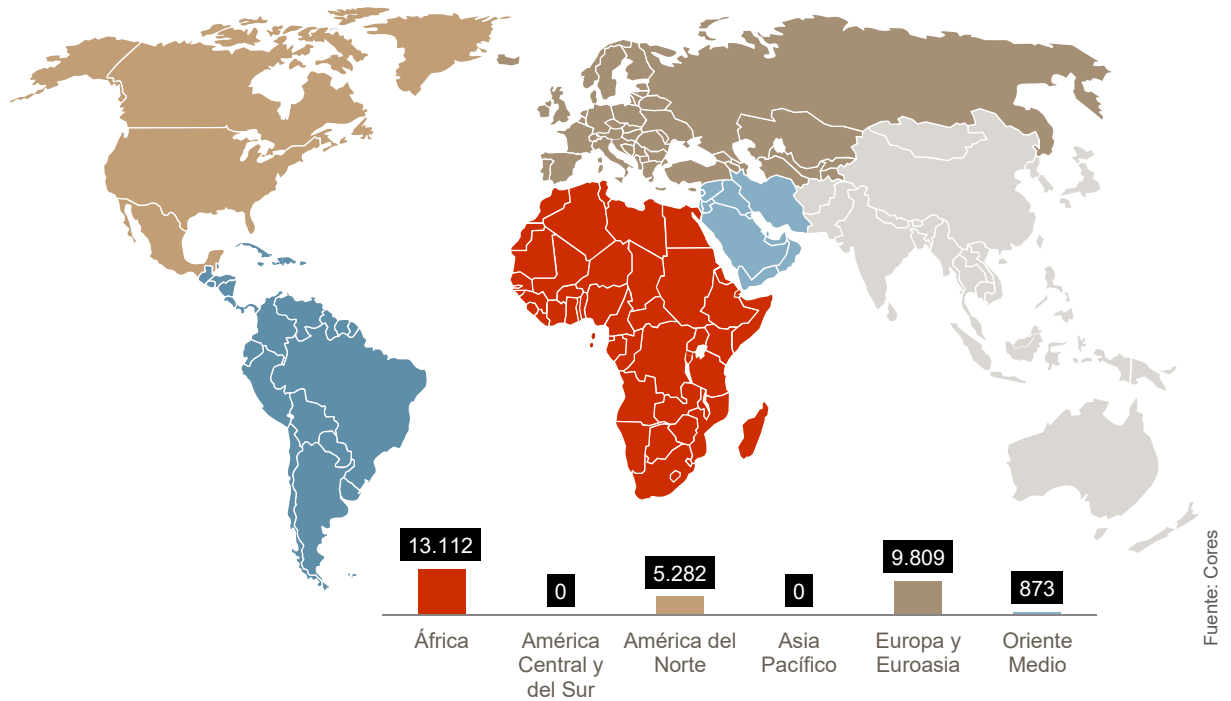 13.112
0
5.282
0
9.809
873
África
América
Central y
del Sur
América del
Norte
Asia
Pacífico
Europa y
Euroasia
Oriente
Medio
Fuente: Cores